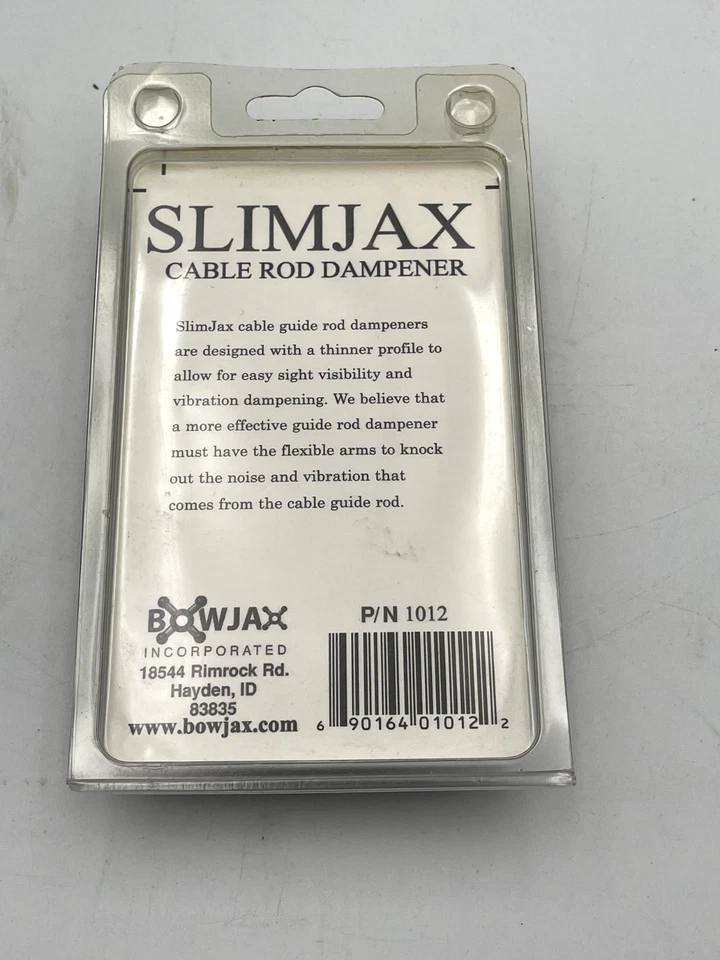 SLIMJAX
CABLE ROD DAMPENER
SlimJax cable guide rod dampeners
are designed with a thinner profile to
allow for easy sight visibility and
vibration dampening. We believe that
a more effective guide rod dampener
must have the flexible arms to knock
out the noise and vibration that
comes from the cable guide rod.
BOWJAX
INCORPORATED
18544 Rimrock Rd.
Hayden, ID
83835
www.bowjax.com
P/N 1012
6 90164 01012 2